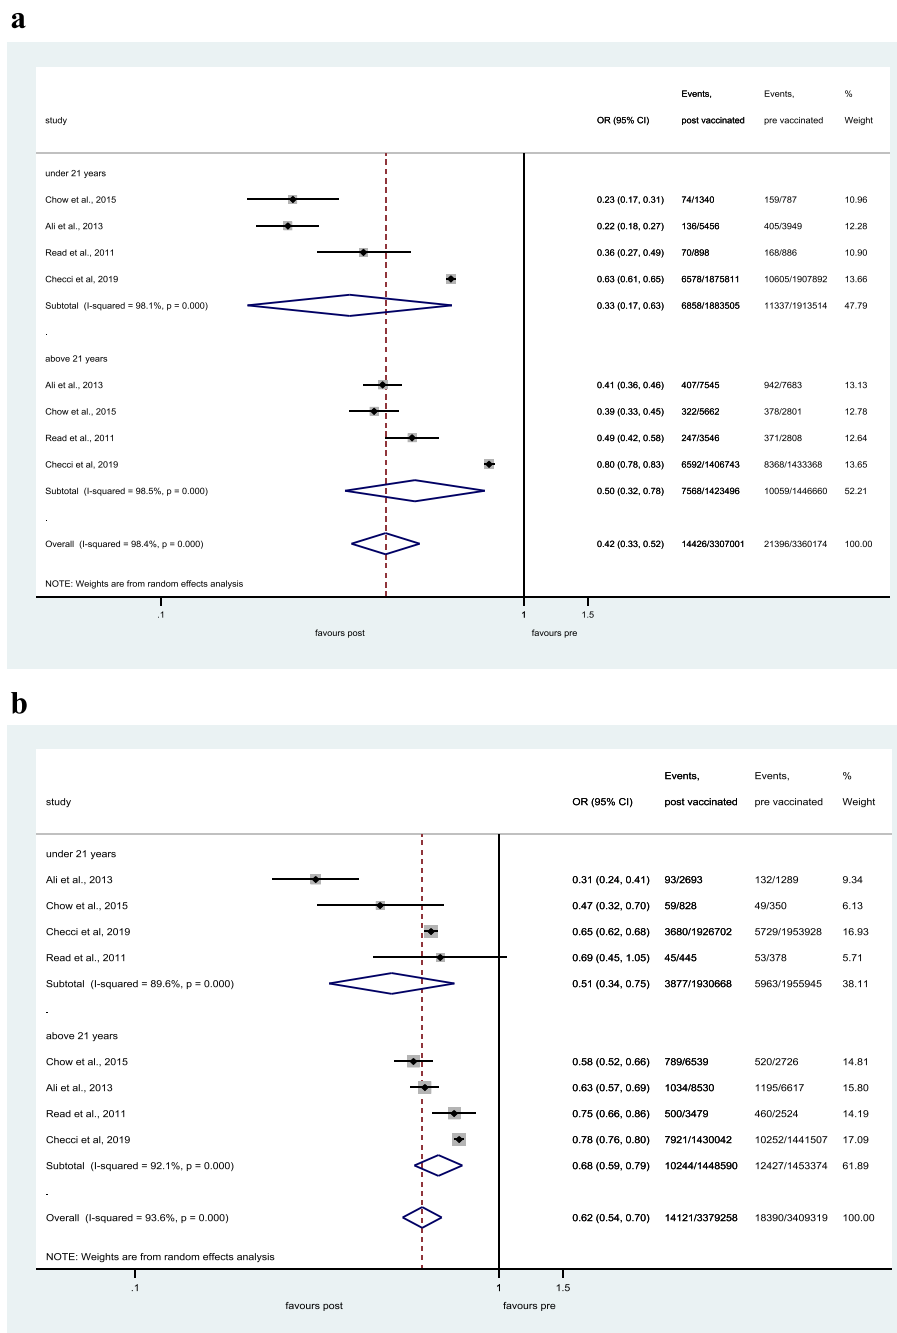 a
Events, Events, %
study OR (95% CI) post vaccinated pre vaccinated Weight
under 21 years
Chow et al., 2015 0.23 (0.17, 0.31) 74/1340 159/787 10.96
Ali et al., 2013 0.22 (0.18, 0.27) 136/5456 405/3949 12.28
Read et al., 2011 0.36 (0.27, 0.49) 70/898 168/886 10.90
Checci et al, 2019 0.63 (0.61, 0.65) 6578/1875811 10605/1907892 13.66
Subtotal (I-squared = 98.1%, p = 0.000) 0.33 (0.17, 0.63) 6858/1883505 11337/1913514 47.79
.
above 21 years
Ali et al., 2013 0.41 (0.36, 0.46) 407/7545 942/7683 13.13
Chow et al., 2015 0.39 (0.33, 0.45) 322/5662 378/2801 12.78
Read et al., 2011 0.49 (0.42, 0.58) 247/3546 371/2808 12.64
Checci et al, 2019 0.80 (0.78, 0.83) 6592/1406743 8368/1433368 13.65
Subtotal (I-squared = 98.5%, p = 0.000) 0.50 (0.32, 0.78) 7568/1423496 10059/1446660 52.21
.
Overall (I-squared = 98.4%, p = 0.000) 0.42 (0.33, 0.52) 14426/3307001 21396/3360174 100.00
NOTE: Weights are from random effects analysis
.1 1 1.5
favours post favours pre
b
Events, Events, %
study OR (95% CI) post vaccinated pre vaccinated Weight
under 21 years
Ali et al., 2013 0.31 (0.24, 0.41) 93/2693 132/1289 9.34
Chow et al., 2015 0.47 (0.32, 0.70) 59/828 49/350 6.13
Checci et al, 2019 0.65 (0.62, 0.68) 3680/1926702 5729/1953928 16.93
Read et al., 2011 0.69 (0.45, 1.05) 45/445 53/378 5.71
Subtotal (I-squared = 89.6%, p = 0.000) 0.51 (0.34, 0.75) 3877/1930668 5963/1955945 38.11
.
above 21 years
Chow et al., 2015 0.58 (0.52, 0.66) 789/6539 520/2726 14.81
Ali et al., 2013 0.63 (0.57, 0.69) 1034/8530 1195/6617 15.80
Read et al., 2011 0.75 (0.66, 0.86) 500/3479 460/2524 14.19
Checci et al, 2019 0.78 (0.76, 0.80) 7921/1430042 10252/1441507 17.09
Subtotal (I-squared = 92.1%, p = 0.000) 0.68 (0.59, 0.79) 10244/1448590 12427/1453374 61.89
.
Overall (I-squared = 93.6%, p = 0.000) 0.62 (0.54, 0.70) 14121/3379258 18390/3409319 100.00
NOTE: Weights are from random effects analysis
.1 1 1.5
favours post favours pre